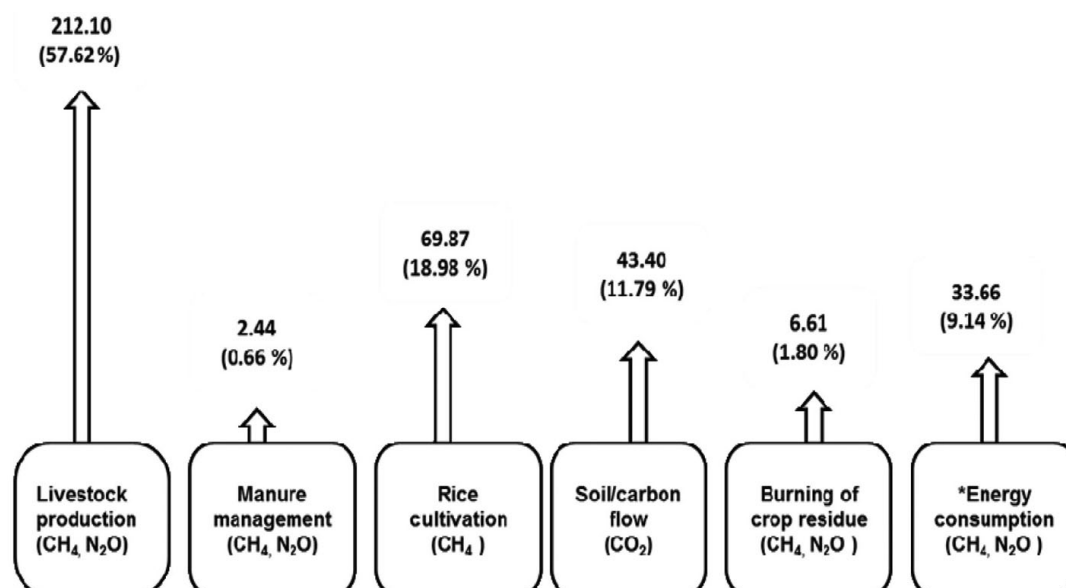 212.10
(57.62%)
69.87
(18.98 %)
43.40
(11.79 %)
33.66
(9.14 %)
2.44
(0.66 %)
6.61
(1.80 %)
Livestock
production
(CH₄, N₂O)
Manure
management
(CH₄, N₂O)
Rice
cultivation
(CH₄ )
Soil/carbon
flow
(CO₂)
Burning of
crop residue
(CH₄, N₂O )
*Energy
consumption
(CH₄, N₂O )